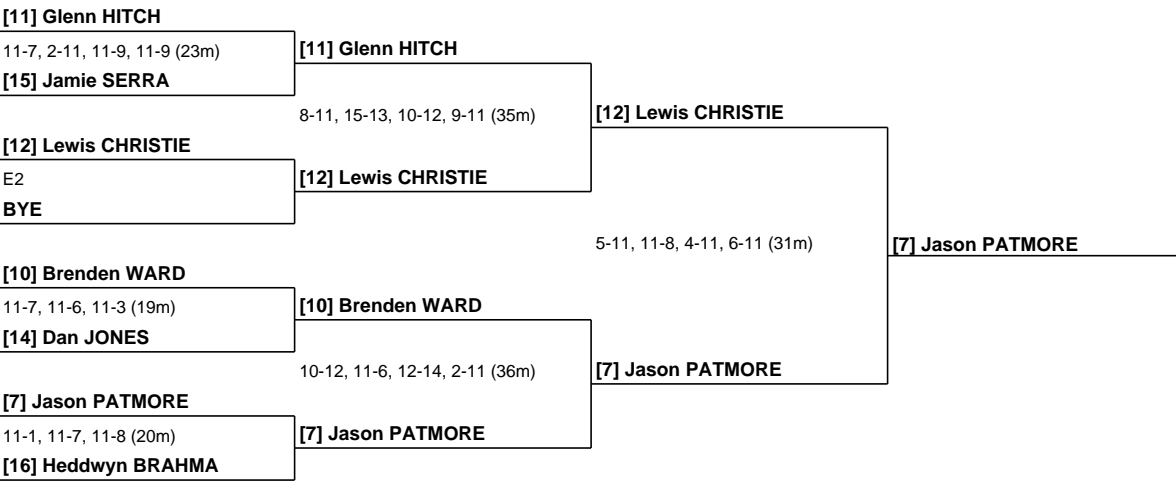 [11] Glenn HITCH
11-7, 2-11, 11-9, 11-9 (23m)
[15] Jamie SERRA
[12] Lewis CHRISTIE
E2
BYE
[10] Brenden WARD
11-7, 11-6, 11-3 (19m)
[14] Dan JONES
[7] Jason PATMORE
11-1, 11-7, 11-8 (20m)
[16] Heddwyn BRAHMA
[11] Glenn HITCH
8-11, 15-13, 10-12, 9-11 (35m)
[12] Lewis CHRISTIE
[10] Brenden WARD
10-12, 11-6, 12-14, 2-11 (36m)
[7] Jason PATMORE
[12] Lewis CHRISTIE
5-11, 11-8, 4-11, 6-11 (31m)
[7] Jason PATMORE
[7] Jason PATMORE